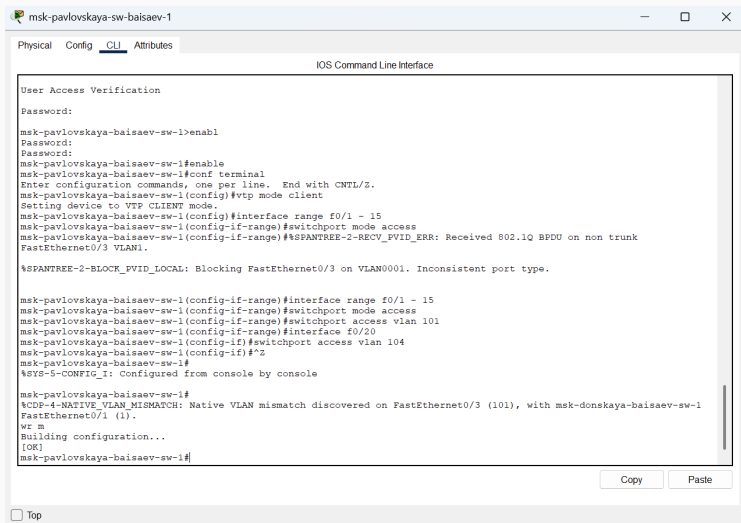 msk-pavlovskaya-sw-baisaev-1
Physical Config CLI Attributes
IOS Command Line Interface
User Access Verification
Password:
msk-pavlovskaya-baisaev-sw-1>enabl
Password:
Password:
msk-pavlovskaya-baisaev-sw-1#enable
msk-pavlovskaya-baisaev-sw-1#conf terminal
Enter configuration commands, one per line.  End with CNTL/Z.
msk-pavlovskaya-baisaev-sw-1(config)#vtp mode client
Setting device to VTP CLIENT mode.
msk-pavlovskaya-baisaev-sw-1(config)#interface range f0/1 - 15
msk-pavlovskaya-baisaev-sw-1(config-if-range)#switchport mode access
msk-pavlovskaya-baisaev-sw-1(config-if-range)#%SPANTREE-2-RECV_PVID_ERR: Received 802.1Q BPDU on non trunk
FastEthernet0/3 VLAN1.
%SPANTREE-2-BLOCK_PVID_LOCAL: Blocking FastEthernet0/3 on VLAN0001. Inconsistent port type.
msk-pavlovskaya-baisaev-sw-1(config-if-range)#interface range f0/1 - 15
msk-pavlovskaya-baisaev-sw-1(config-if-range)#switchport mode access
msk-pavlovskaya-baisaev-sw-1(config-if-range)#switchport access vlan 101
msk-pavlovskaya-baisaev-sw-1(config-if-range)#interface f0/20
msk-pavlovskaya-baisaev-sw-1(config-if)#switchport access vlan 104
msk-pavlovskaya-baisaev-sw-1(config-if)#^Z
msk-pavlovskaya-baisaev-sw-1#
%SYS-5-CONFIG_I: Configured from console by console
msk-pavlovskaya-baisaev-sw-1#
%CDP-4-NATIVE_VLAN_MISMATCH: Native VLAN mismatch discovered on FastEthernet0/3 (101), with msk-donskaya-baisaev-sw-1
FastEthernet0/1 (1).
wr m
Building configuration...
[OK]
msk-pavlovskaya-baisaev-sw-1#
Copy Paste
Top